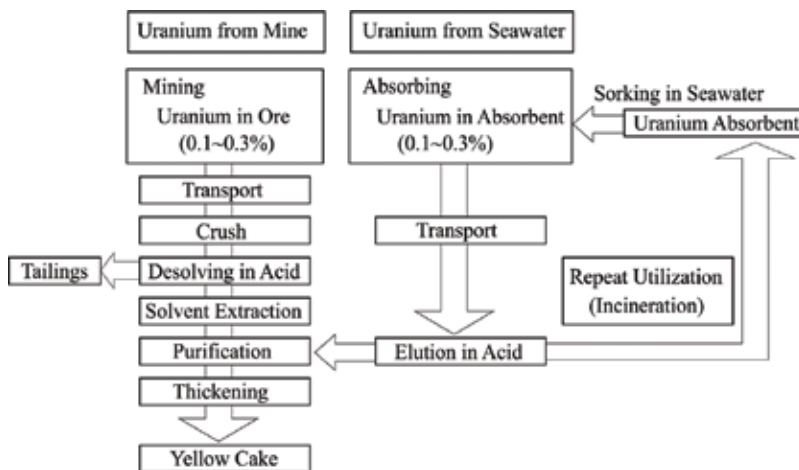 Uranium from Mine
Uranium from Seawater
Mining
Uranium in Ore
(0.1~0.3%)
Absorbing
Uranium in Absorbent
(0.1~0.3%)
Sorking in Seawater
Uranium Absorbent
Transport
Crush
Transport
Tailings
Desolving in Acid
Repeat Utilization
(Incineration)
Solvent Extraction
Purification
Elution in Acid
Thickening
Yellow Cake